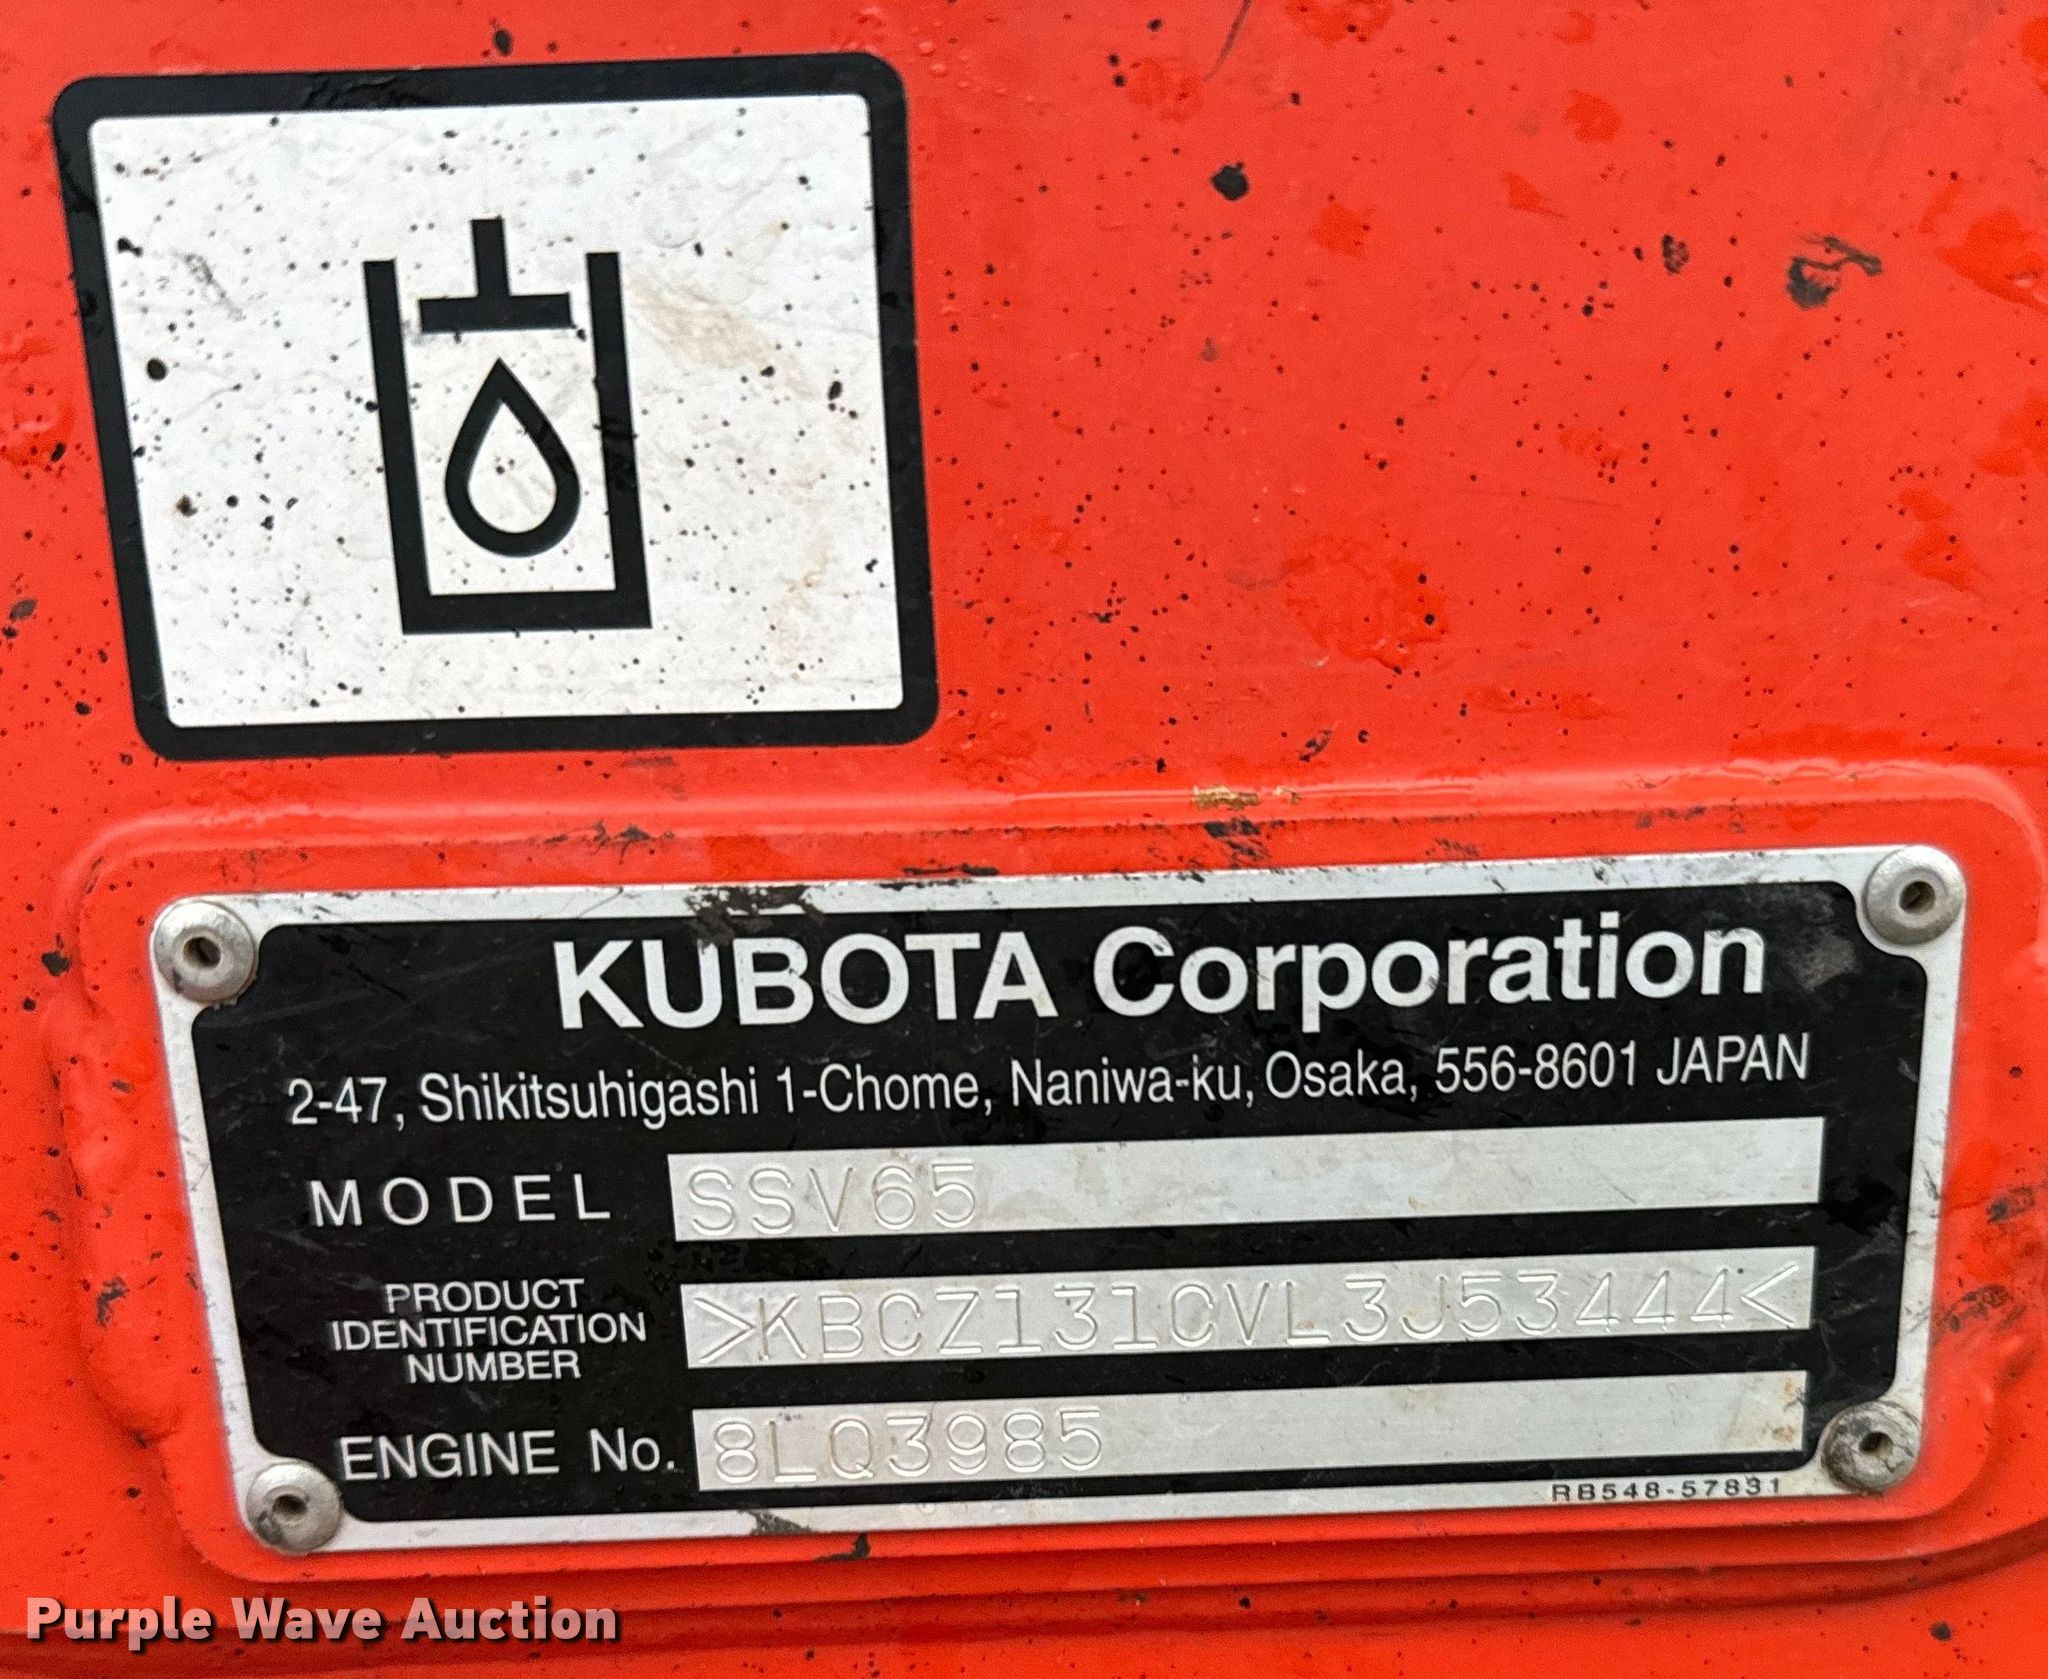 KUBOTA Corporation
2-47, Shikitsuhigashi 1-Chome, Naniwa-ku, Osaka, 556-8601 JAPAN
MODEL SSV65
PRODUCT
IDENTIFICATION
NUMBER
>KBCZ131CVL3J53444<
ENGINE No. 8LQ3985
RB548-57831
Purple Wave Auction